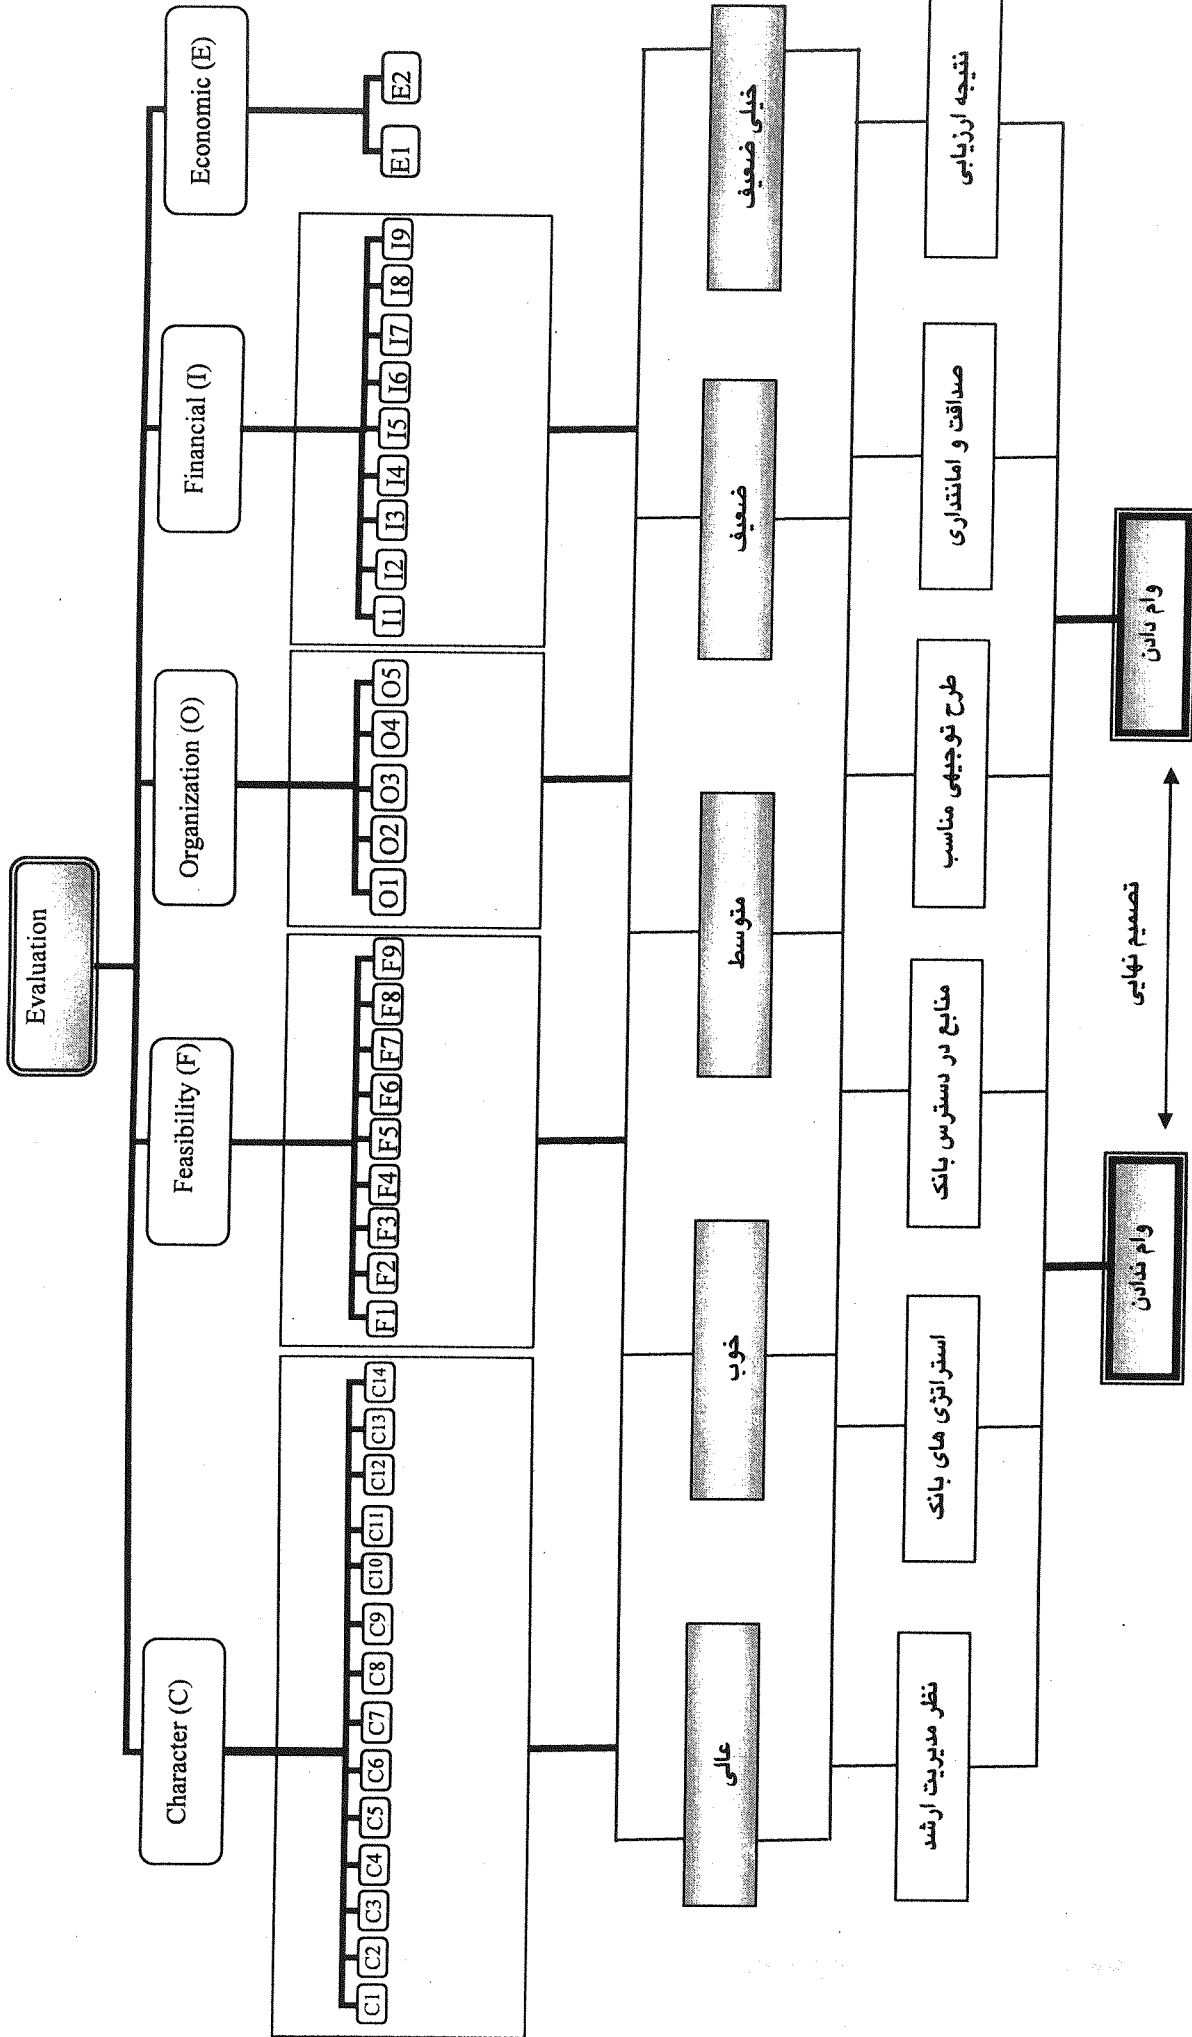 Evaluation
Character (C)
Feasibility (F)
Organization (O)
Financial (I)
Economic (E)
C1
C2
C3
C4
C5
C6
C7
C8
C9
C10
C11
C12
C13
C14
F1
F2
F3
F4
F5
F6
F7
F8
F9
O1
O2
O3
O4
O5
I1
I2
I3
I4
I5
I6
I7
I8
I9
E1
E2
عالی
خوب
متوسط
ضعیف
خیلی ضعیف
نظر مدیریت ارشد
استراتژی های بانک
منابع در دسترس بانک
طرح توجیهی مناسب
صداقت و امانتداری
نتیجه ارزیابی
وام ندادن
تصمیم نهایی
وام دادن